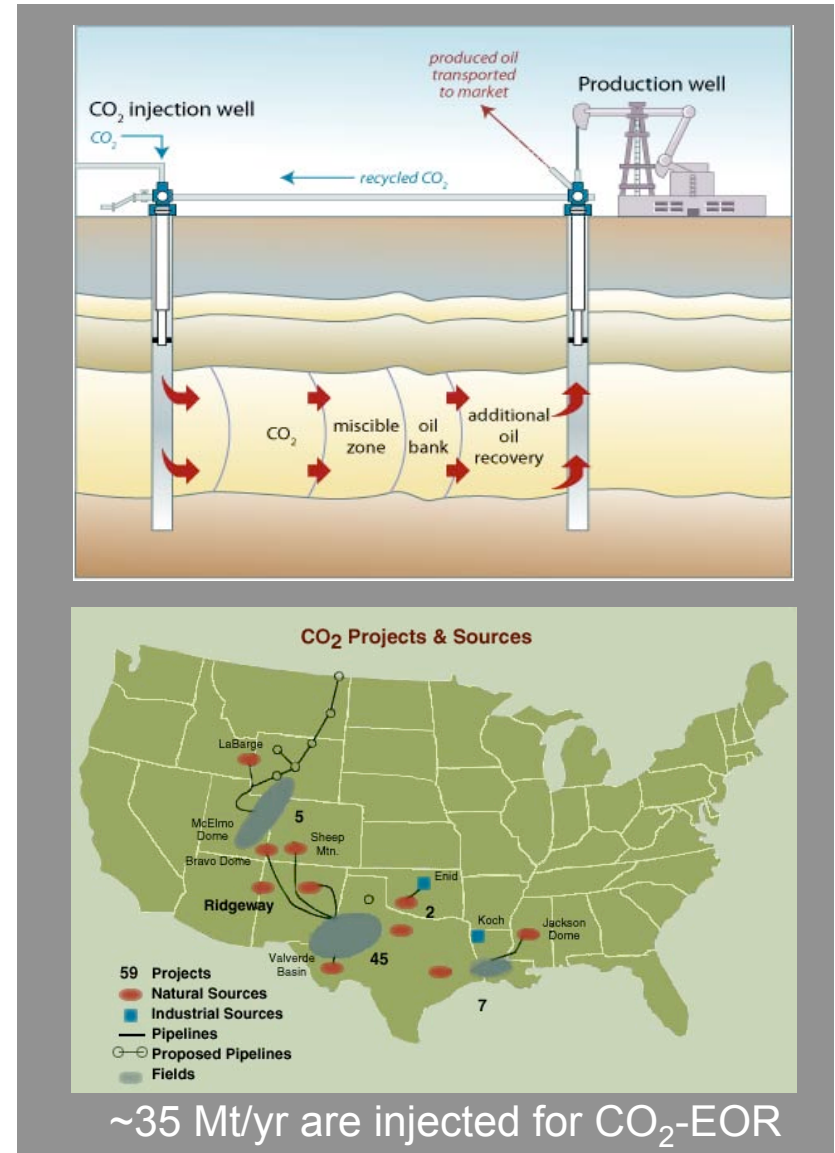 produced oil
transported
to market
Production well
CO₂ injection well
CO₂
recycled CO₂
CO₂
miscible
zone
oil
bank
additional
oil
recovery
CO₂ Projects & Sources
LaBarge
McElmo
Dome
5
Sheep
Mtn.
Bravo Dome
Ridgeway
Enid
2
Koch
Jackson
Dome
Valverde
Basin
45
7
59 Projects
Natural Sources
Industrial Sources
Pipelines
Proposed Pipelines
Fields
~35 Mt/yr are injected for CO₂-EOR